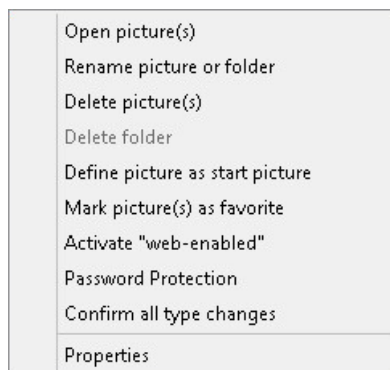 Open picture(s)
Rename picture or folder
Delete picture(s)
Delete folder
Define picture as start picture
Mark picture(s) as favorite
Activate "web-enabled"
Password Protection
Confirm all type changes
Properties